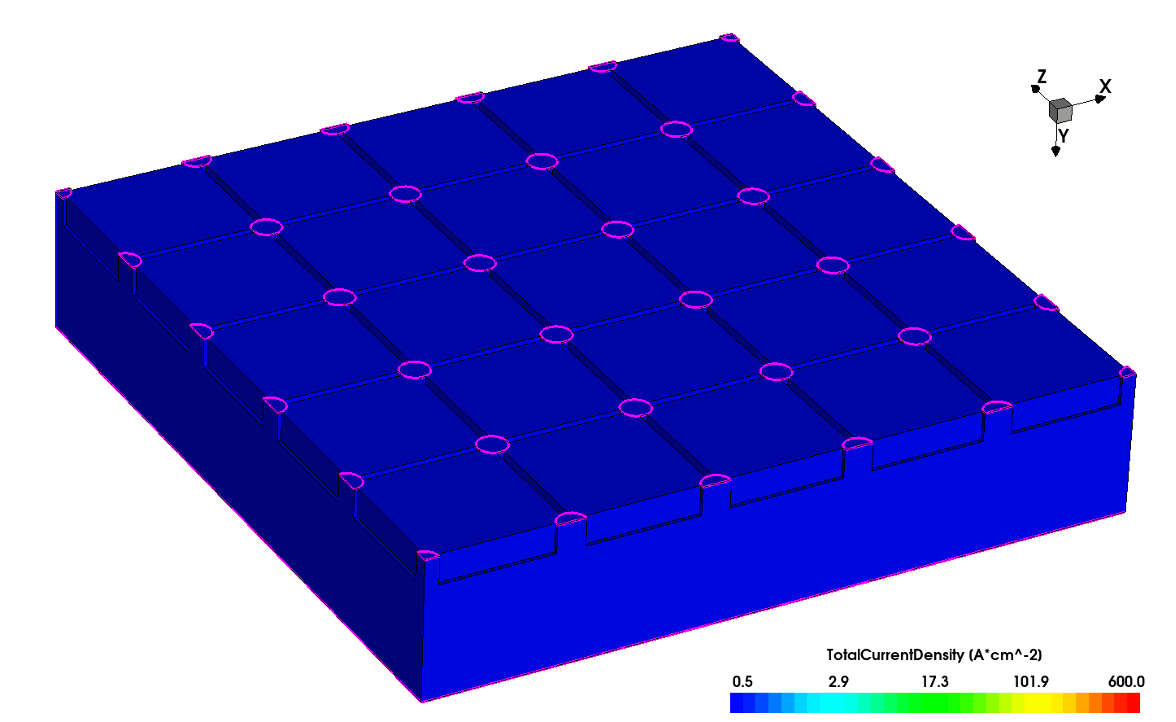 Z
X
Y
TotalCurrentDensity (A*cm^-2)
0.5 2.9 17.3 101.9 600.0